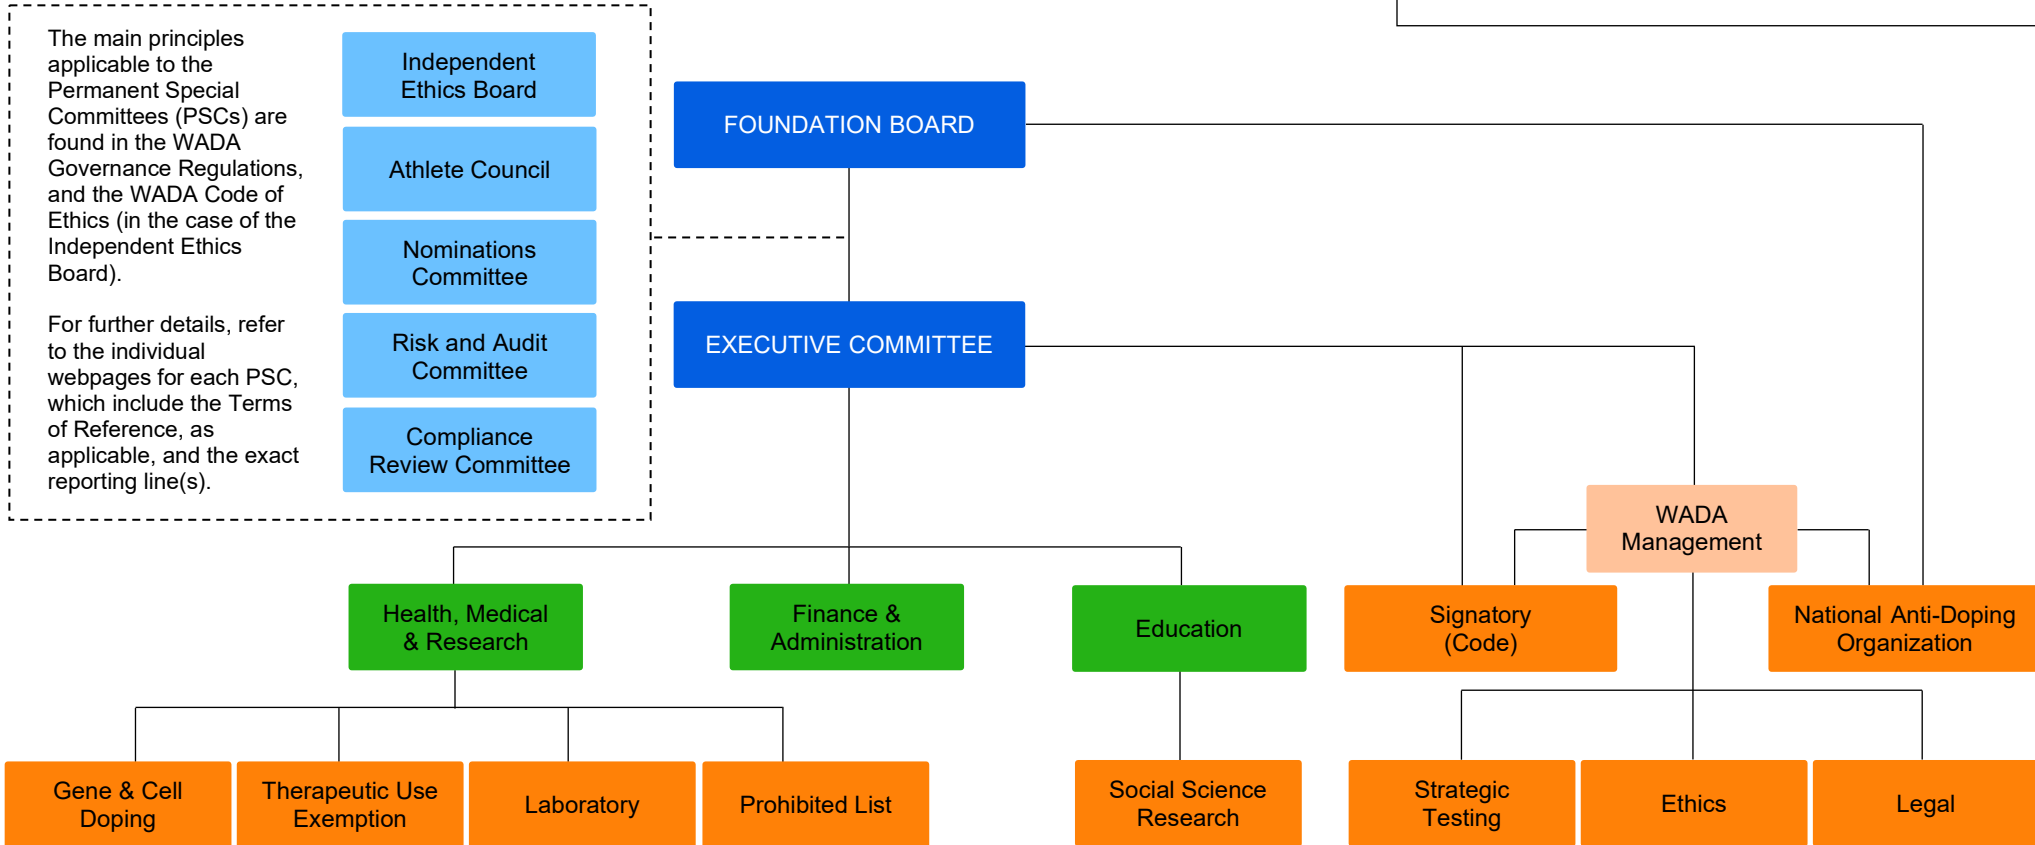 The main principles
applicable to the
Permanent Special
Committees (PSCs) are
found in the WADA
Governance Regulations,
and the WADA Code of
Ethics (in the case of the
Independent Ethics
Board).
For further details, refer
to the individual
webpages for each PSC,
which include the Terms
of Reference, as
applicable, and the exact
reporting line(s).
Independent
Ethics Board
Athlete Council
Nominations
Committee
Risk and Audit
Committee
Compliance
Review Committee
FOUNDATION BOARD
EXECUTIVE COMMITTEE
WADA
Management
Health, Medical
& Research
Finance &
Administration
Education
Signatory
(Code)
National Anti-Doping
Organization
Gene & Cell
Doping
Therapeutic Use
Exemption
Laboratory
Prohibited List
Social Science
Research
Strategic
Testing
Ethics
Legal